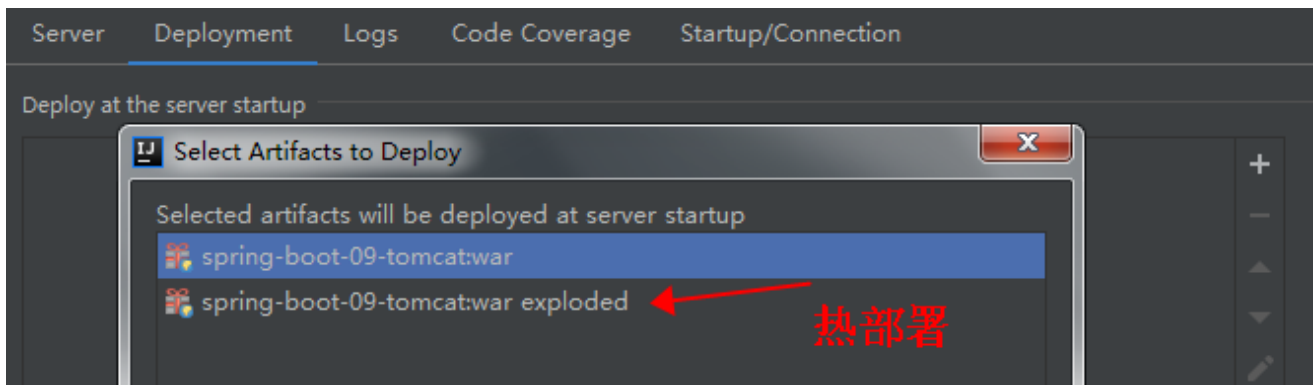 Server Deployment Logs Code Coverage Startup/Connection
Deploy at the server startup
Select Artifacts to Deploy
Selected artifacts will be deployed at server startup
spring-boot-09-tomcat:war
spring-boot-09-tomcat:war exploded
热部署